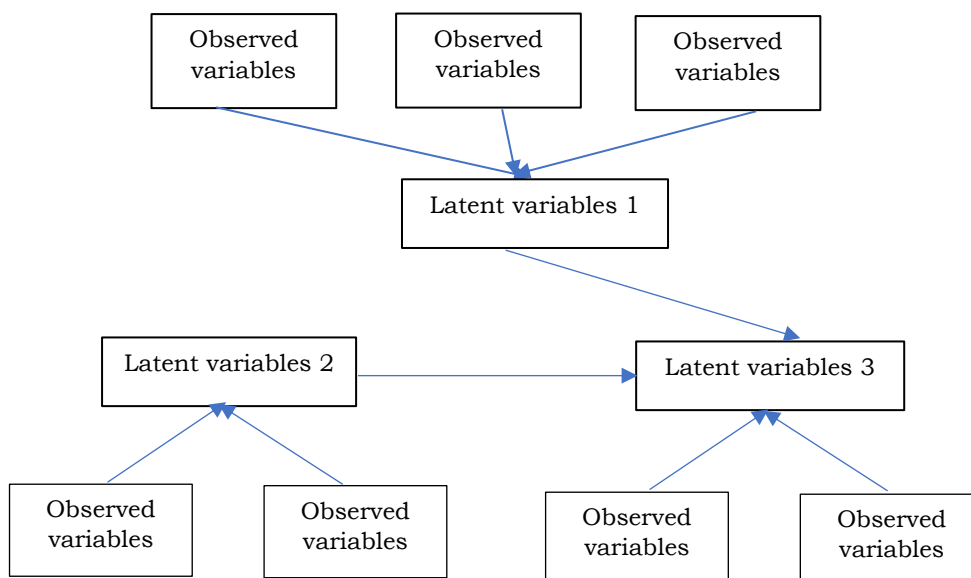 Observed
variables
Observed
variables
Observed
variables
Latent variables 1
Latent variables 2
Latent variables 3
Observed
variables
Observed
variables
Observed
variables
Observed
variables